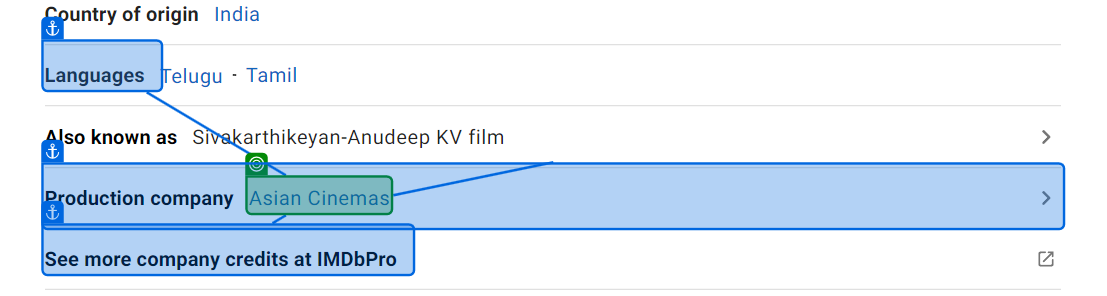 Country of origin India
Languages Telugu · Tamil
Also known as Sivakarthikeyan-Anudeep KV film
Production company Asian Cinemas
See more company credits at IMDbPro